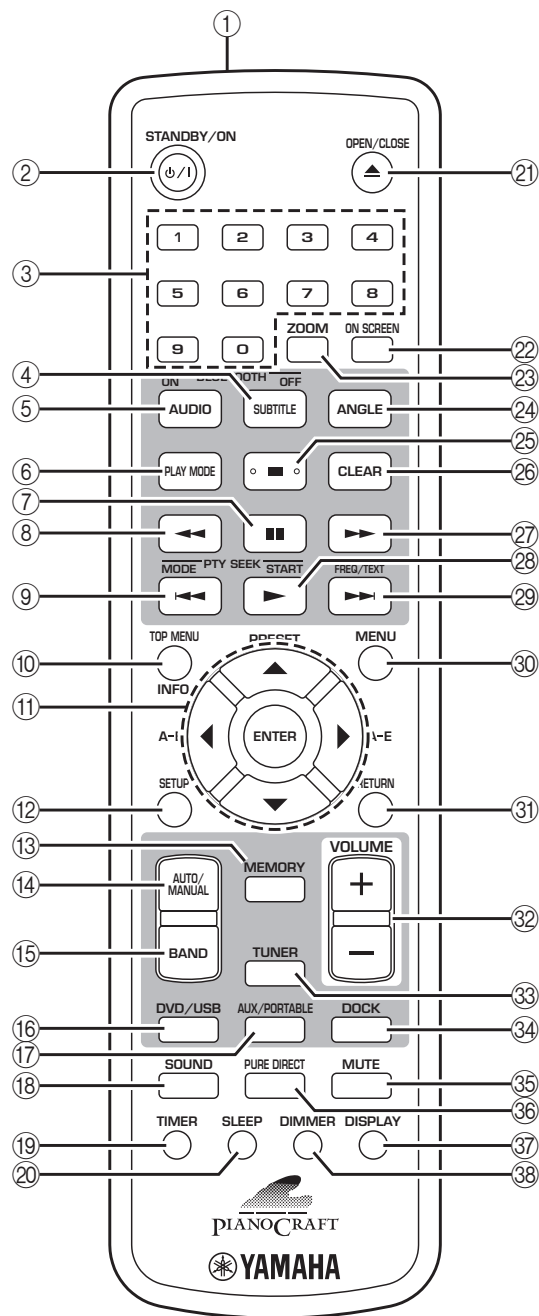 ①
STANDBY/ON
OPEN/CLOSE
② ㉑
③
1 2 3 4
5 6 7 8
9 0
ZOOM ON SCREEN
㉒
④ ㉓
ON OFF
⑤ AUDIO SUBTITLE ANGLE ㉔
㉕
⑥ PLAY MODE CLEAR ㉖
⑦
⑧ ㉗
㉘
MODE PTY SEEK START FREQ/TEXT
⑨ ㉙
TOP MENU PRESET MENU
⑩ ㉚
INFO
⑪
ENTER
SETUP
⑫ ㉛
⑬
MEMORY VOLUME
⑭ AUTO/
MANUAL
+
㉜
⑮ BAND
–
TUNER
㉝
DVD/USB AUX/PORTABLE DOCK
⑯ ㉞
⑰
SOUND PURE DIRECT MUTE
⑱ ㉟
㊱
TIMER SLEEP DIMMER DISPLAY
⑲ ㊲
⑳ ㊳
PIANOCRAFT
YAMAHA